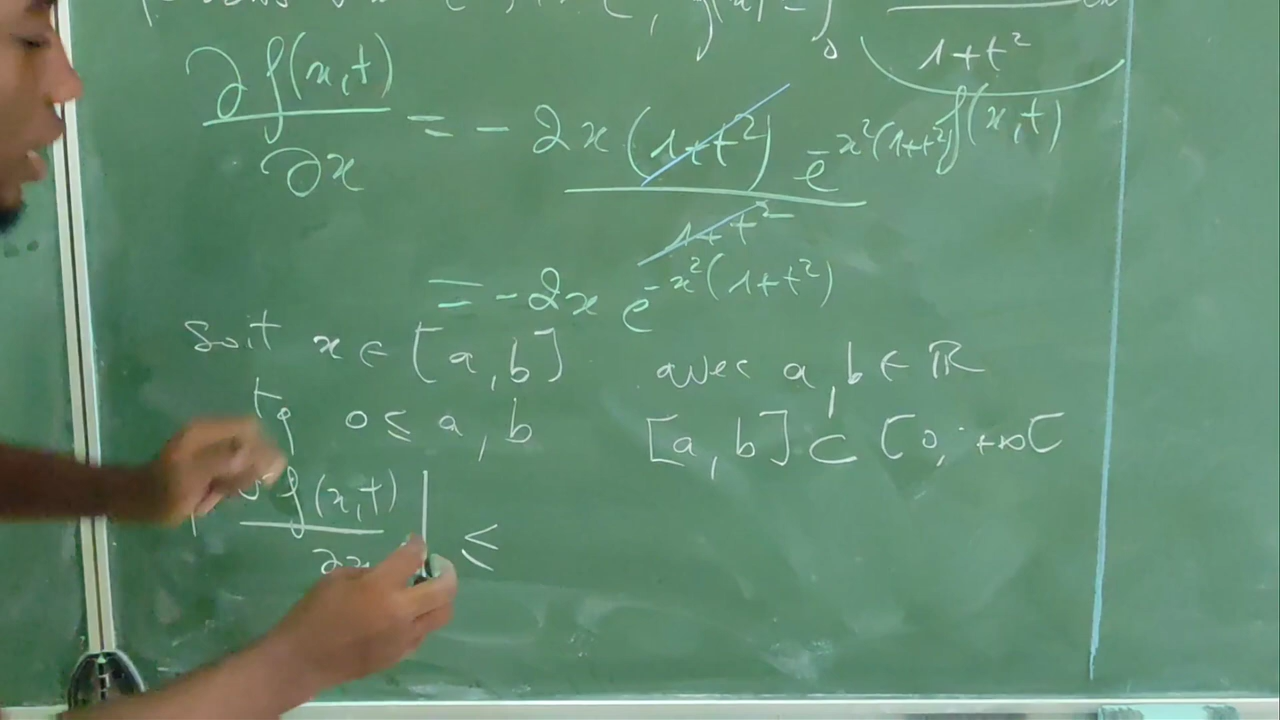 1+t²
f(x,t)
∂f(x,t)/∂x = -2x(1+t²) e^{-x²(1+t²)} / 1+t²
= -2x e^{-x²(1+t²)}
Soit x ∈ [a,b] avec a,b ∈ ℝ
tq 0 ≤ a, b [a,b] ⊂ [0, +∞[
| ∂f(x,t)/∂x | ≤